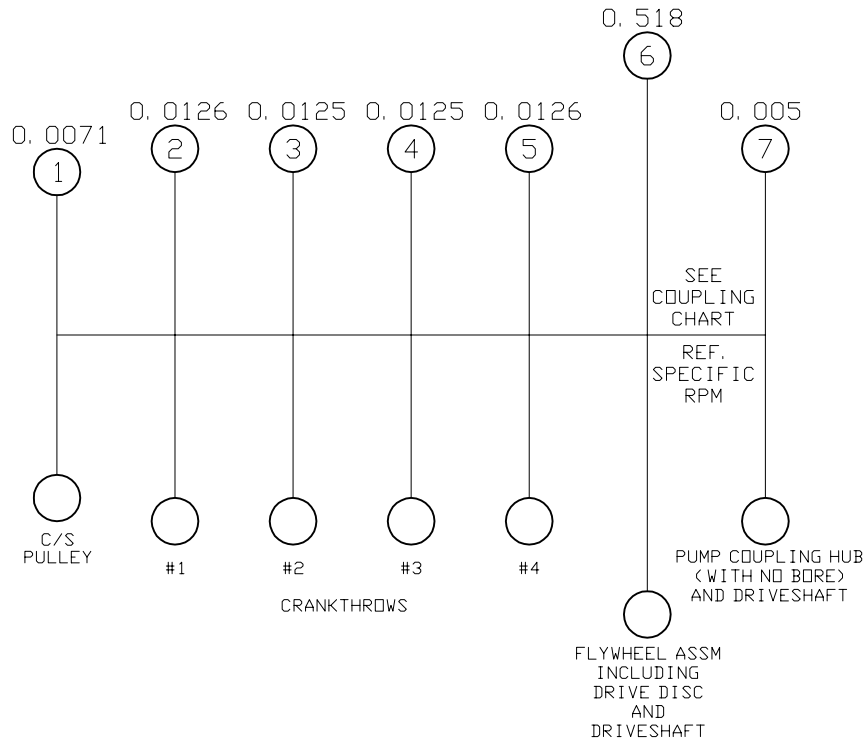 0.518
6
0.0071
1
0.0126
2
0.0125
3
0.0125
4
0.0126
5
0.005
7
SEE
COUPLING
CHART
REF.
SPECIFIC
RPM
C/S
PULLEY
#1
#2
#3
#4
CRANKTHROWS
PUMP COUPLING HUB
(WITH NO BORE)
AND DRIVESHAFT
FLYWHEEL ASSM
INCLUDING
DRIVE DISC
AND
DRIVESHAFT